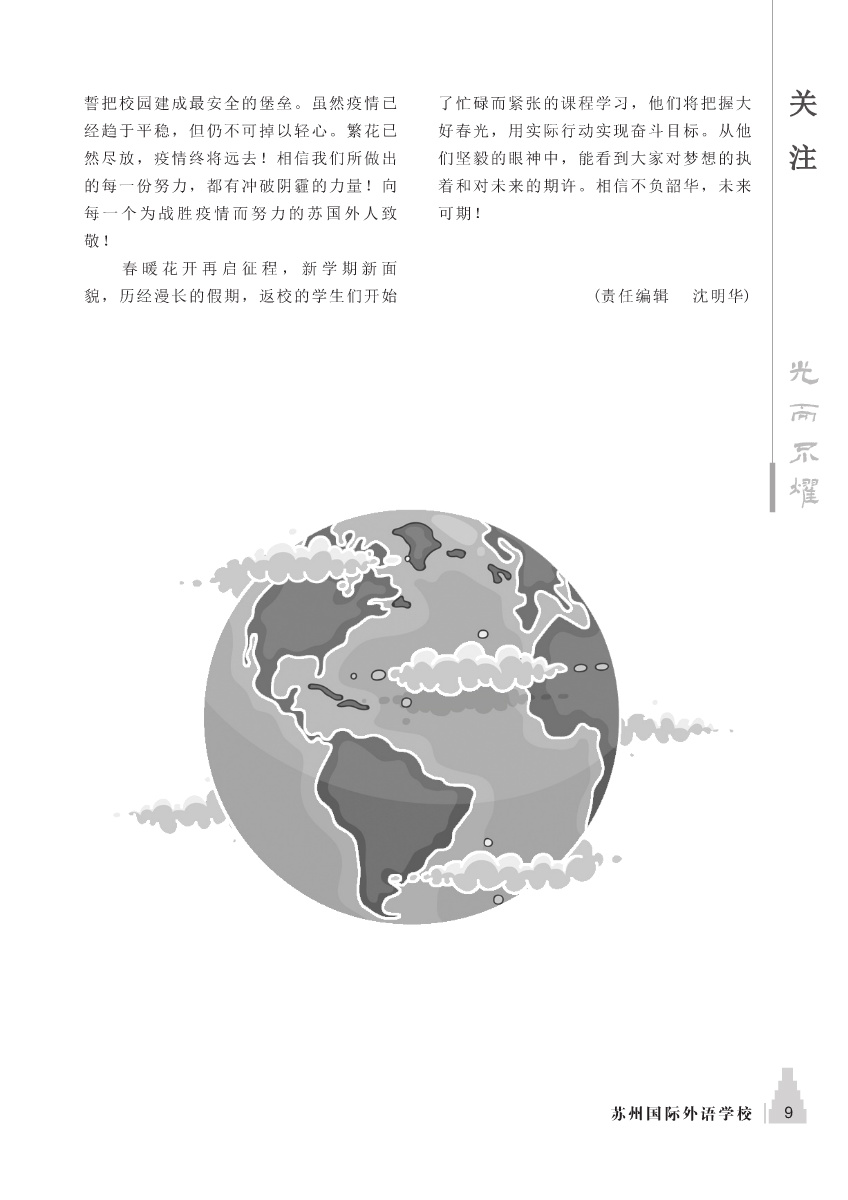 誓把校园建成最安全的堡垒。虽然疫情已
经趋于平稳，但仍不可掉以轻心。繁花已
然尽放，疫情终将远去！相信我们所做出
的每一份努力，都有冲破阴霾的力量！向
每一个为战胜疫情而努力的苏国外人致
敬！
春暖花开再启征程，新学期新面
貌，历经漫长的假期，返校的学生们开始
了忙碌而紧张的课程学习，他们将把握大
好春光，用实际行动实现奋斗目标。从他
们坚毅的眼神中，能看到大家对梦想的执
着和对未来的期许。相信不负韶华，未来
可期！
(责任编辑　沈明华)
关注
光而不耀
苏州国际外语学校
9